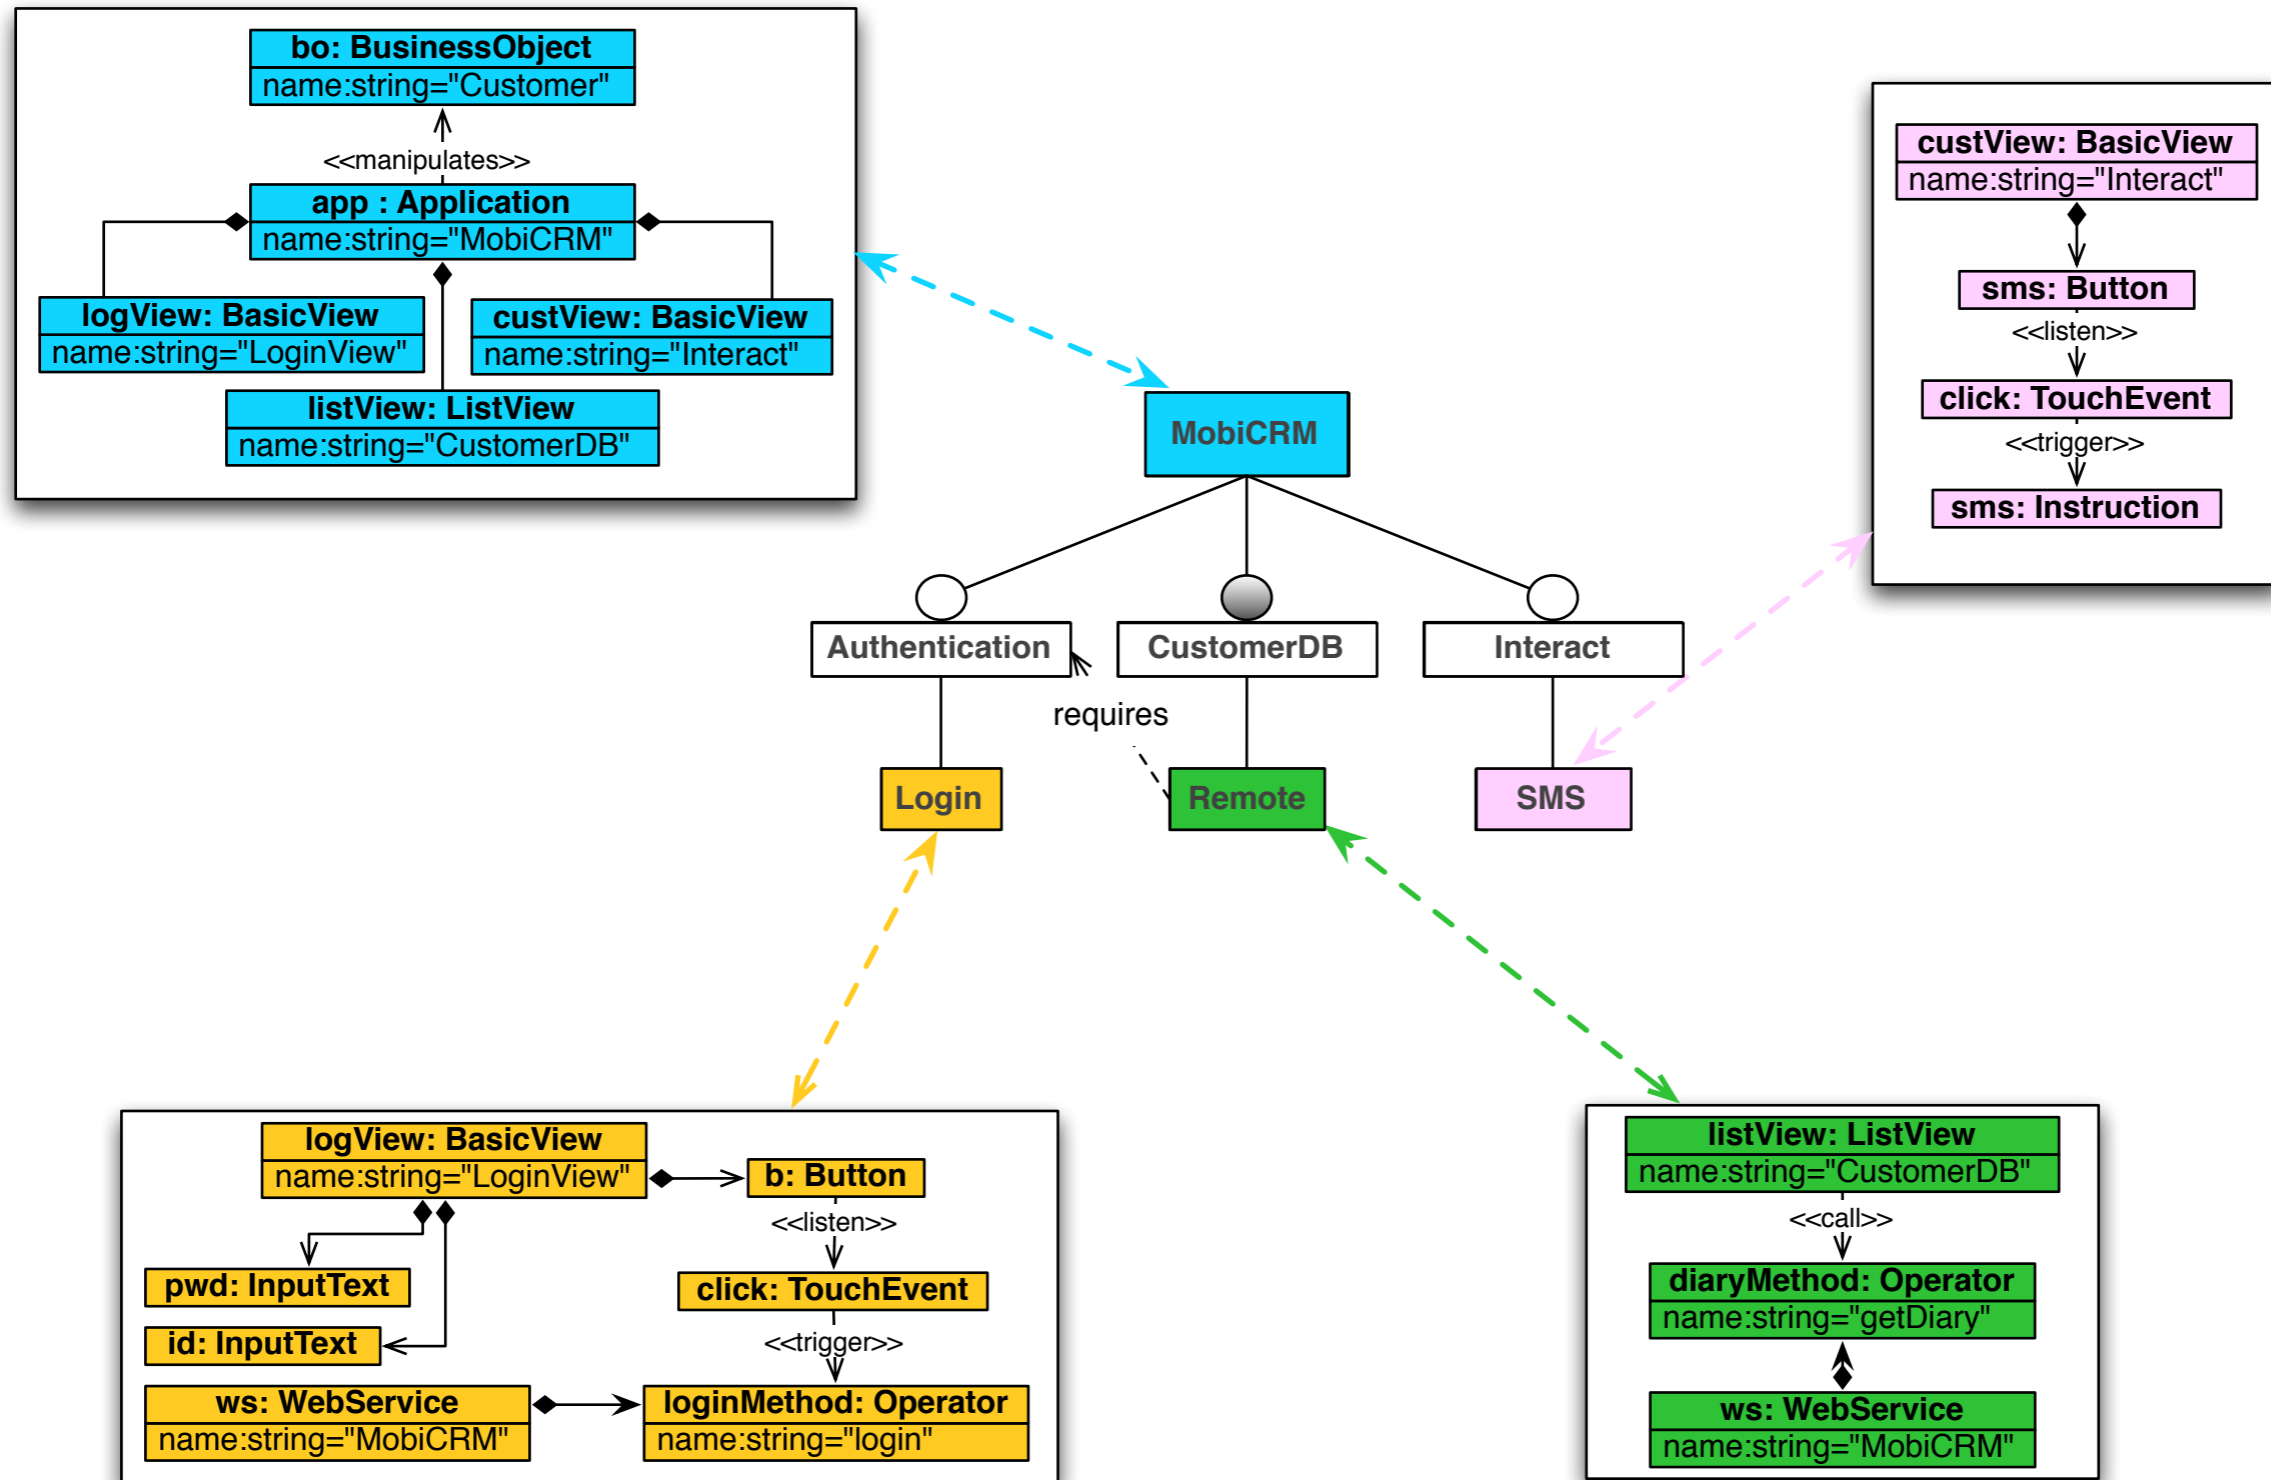 bo: BusinessObject
name:string="Customer"
<<manipulates>>
app : Application
name:string="MobiCRM"
logView: BasicView
name:string="LoginView"
custView: BasicView
name:string="Interact"
listView: ListView
name:string="CustomerDB"
custView: BasicView
name:string="Interact"
sms: Button
<<listen>>
click: TouchEvent
<<trigger>>
sms: Instruction
MobiCRM
Authentication
CustomerDB
Interact
requires
Login
Remote
SMS
logView: BasicView
name:string="LoginView"
b: Button
<<listen>>
pwd: InputText
click: TouchEvent
id: InputText
<<trigger>>
ws: WebService
name:string="MobiCRM"
loginMethod: Operator
name:string="login"
listView: ListView
name:string="CustomerDB"
<<call>>
diaryMethod: Operator
name:string="getDiary"
ws: WebService
name:string="MobiCRM"